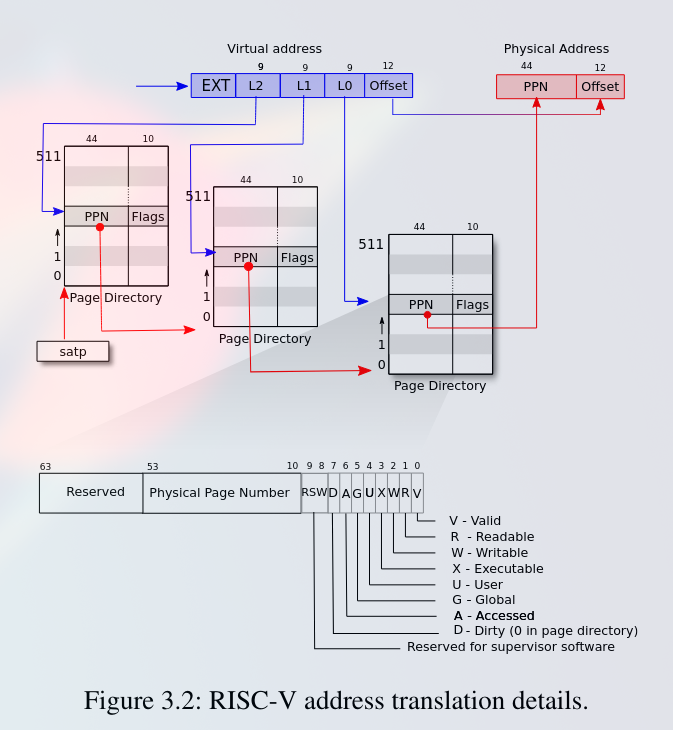 Virtual address
Physical Address
9 9 9 12
44 12
EXT L2 L1 L0 Offset
PPN Offset
44 10
511
PPN Flags
1
0
Page Directory
satp
44 10
511
PPN Flags
1
0
Page Directory
44 10
511
PPN Flags
1
0
Page Directory
63 53 10 9 8 7 6 5 4 3 2 1 0
Reserved Physical Page Number RSW D A G U X W R V
V - Valid
R - Readable
W - Writable
X - Executable
U - User
G - Global
A - Accessed
D - Dirty (0 in page directory)
Reserved for supervisor software
Figure 3.2: RISC-V address translation details.